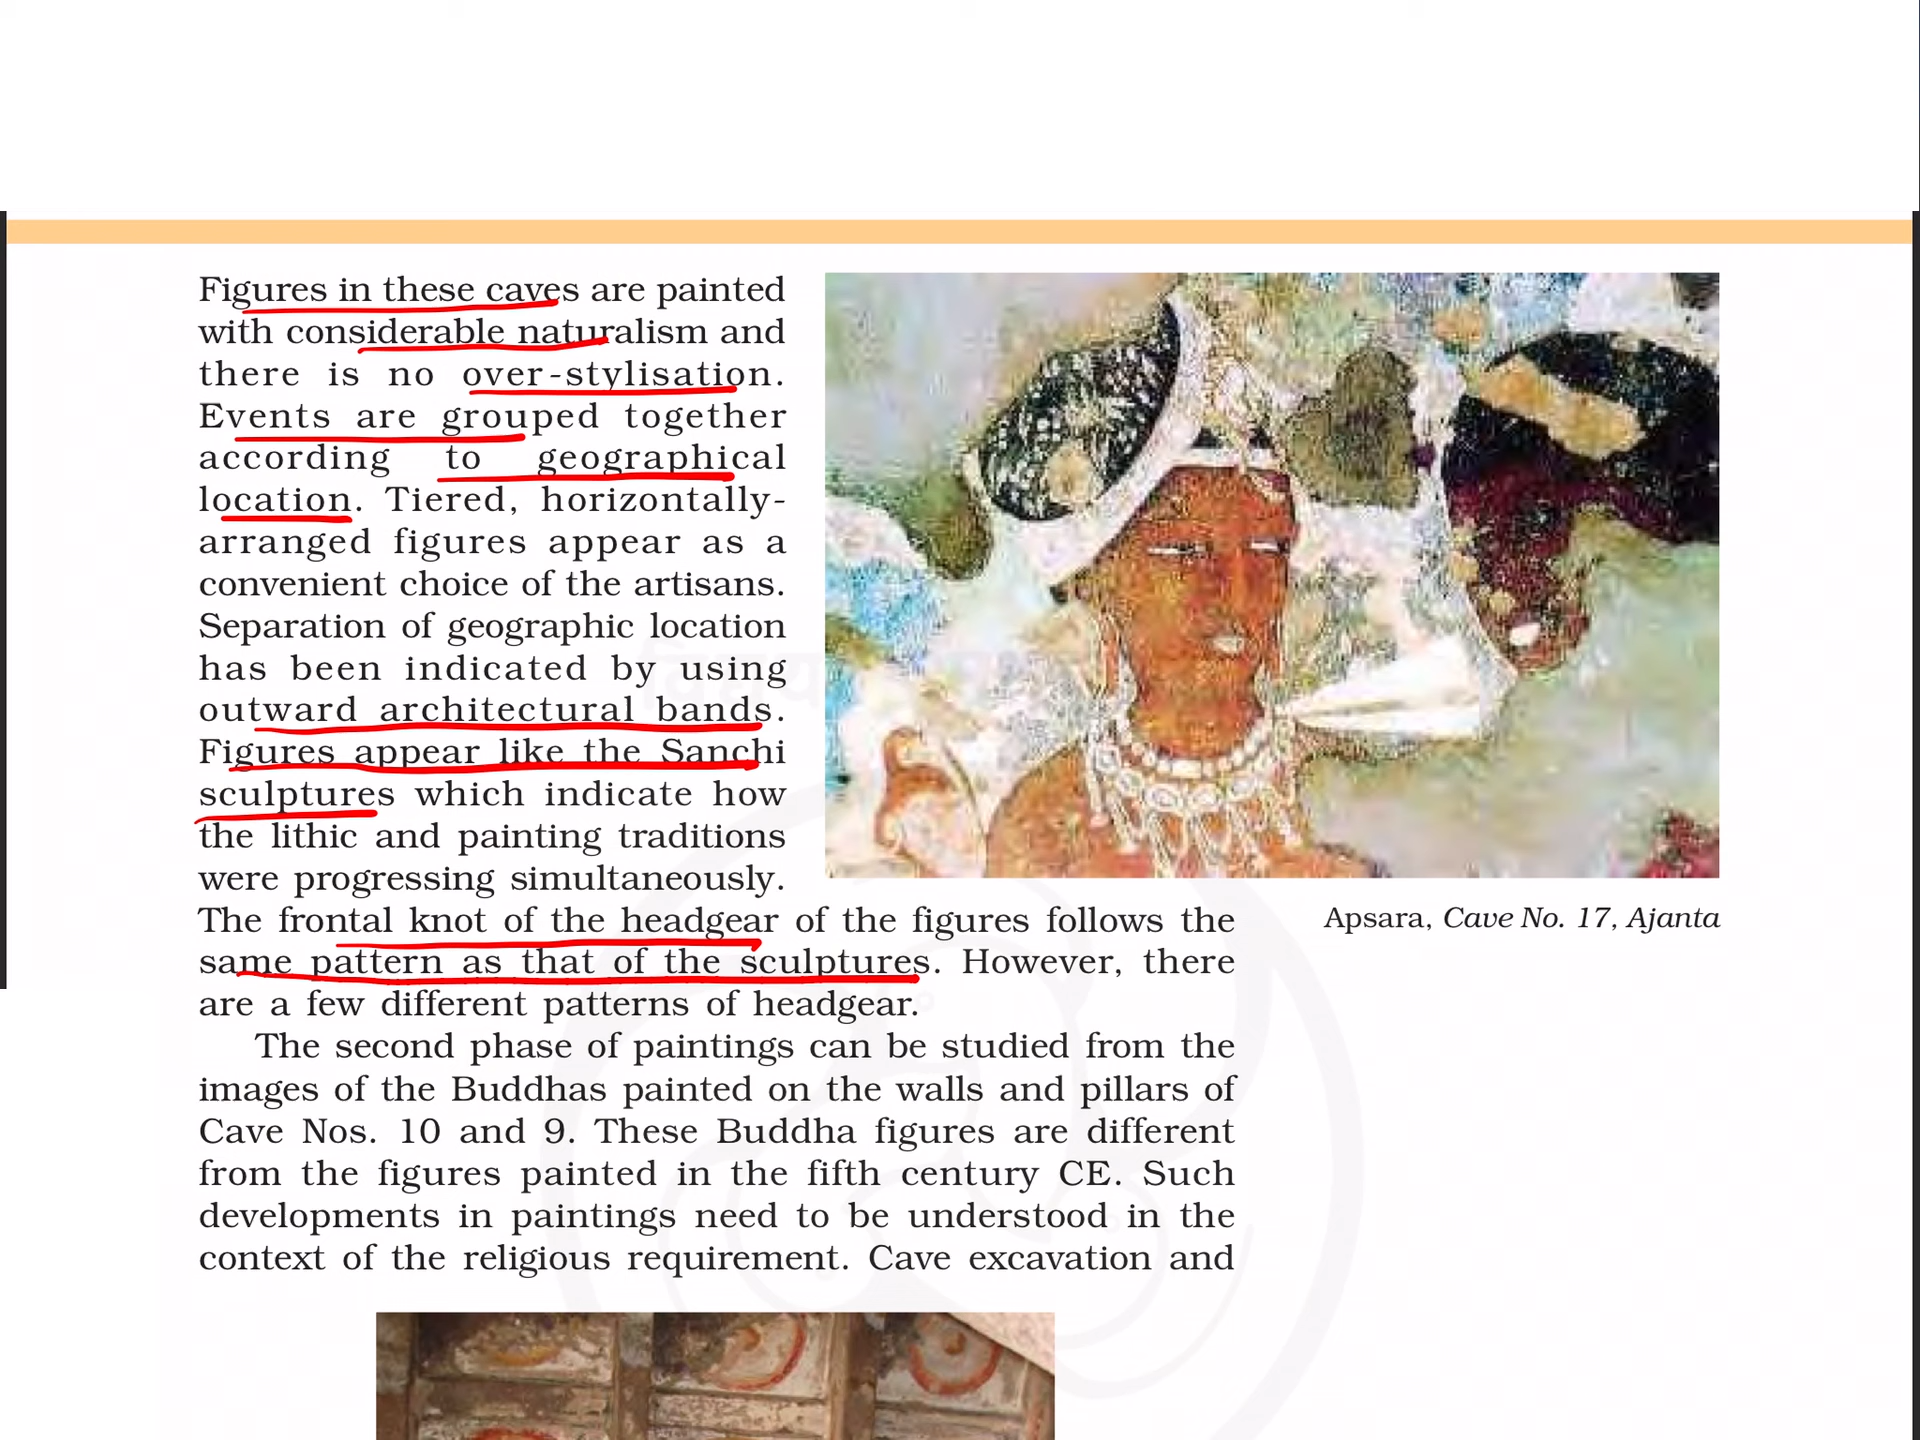 Figures in these caves are painted
with considerable naturalism and
there is no over-stylisation.
Events are grouped together
according to geographical
location. Tiered, horizontally-
arranged figures appear as a
convenient choice of the artisans.
Separation of geographic location
has been indicated by using
outward architectural bands.
Figures appear like the Sanchi
sculptures which indicate how
the lithic and painting traditions
were progressing simultaneously.
The frontal knot of the headgear of the figures follows the
same pattern as that of the sculptures. However, there
are a few different patterns of headgear.
The second phase of paintings can be studied from the
images of the Buddhas painted on the walls and pillars of
Cave Nos. 10 and 9. These Buddha figures are different
from the figures painted in the fifth century CE. Such
developments in paintings need to be understood in the
context of the religious requirement. Cave excavation and
Apsara, Cave No. 17, Ajanta